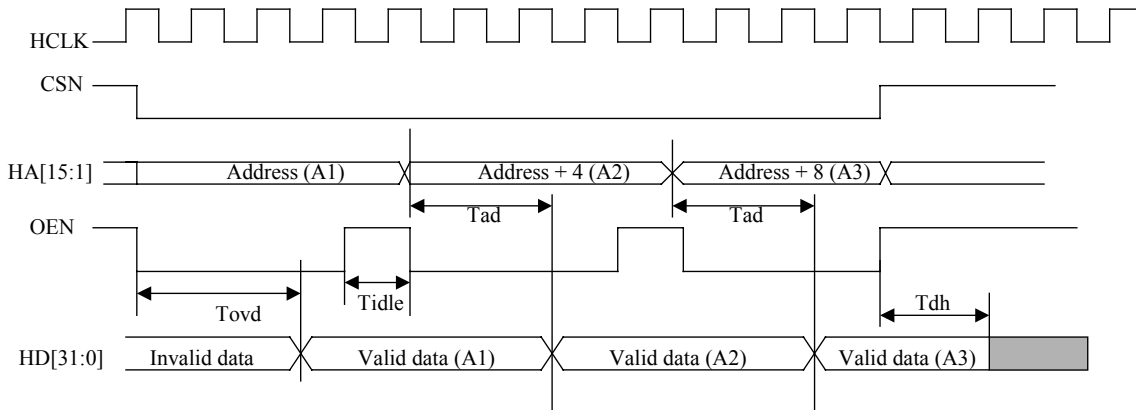 HCLK
CSN
HA[15:1] Address (A1) Address + 4 (A2) Address + 8 (A3)
Tad Tad
OEN
Tovd Tidle Tdh
HD[31:0] Invalid data Valid data (A1) Valid data (A2) Valid data (A3)